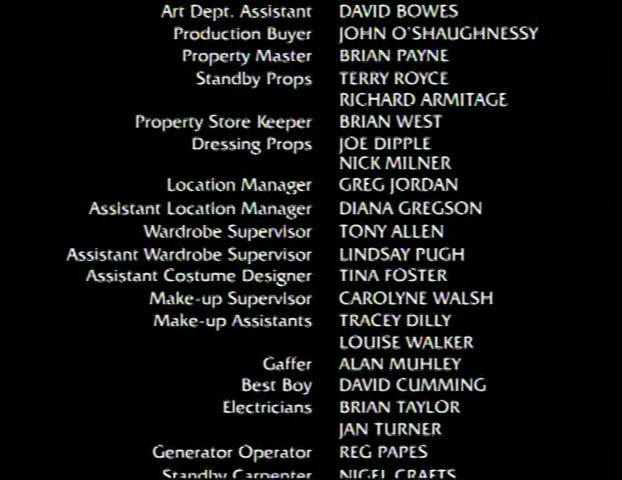 Art Dept. Assistant DAVID BOWES
Production Buyer JOHN O'SHAUGHNESSY
Property Master BRIAN PAYNE
Standby Props TERRY ROYCE
RICHARD ARMITAGE
Property Store Keeper BRIAN WEST
Dressing Props JOE DIPPLE
NICK MILNER
Location Manager GREG JORDAN
Assistant Location Manager DIANA GREGSON
Wardrobe Supervisor TONY ALLEN
Assistant Wardrobe Supervisor LINDSAY PUGH
Assistant Costume Designer TINA FOSTER
Make-up Supervisor CAROLYNE WALSH
Make-up Assistants TRACEY DILLY
LOUISE WALKER
Gaffer ALAN MUHLEY
Best Boy DAVID CUMMING
Electricians BRIAN TAYLOR
JAN TURNER
Generator Operator REG PAPES
Standby Carpenter NIGEL CRAFTS